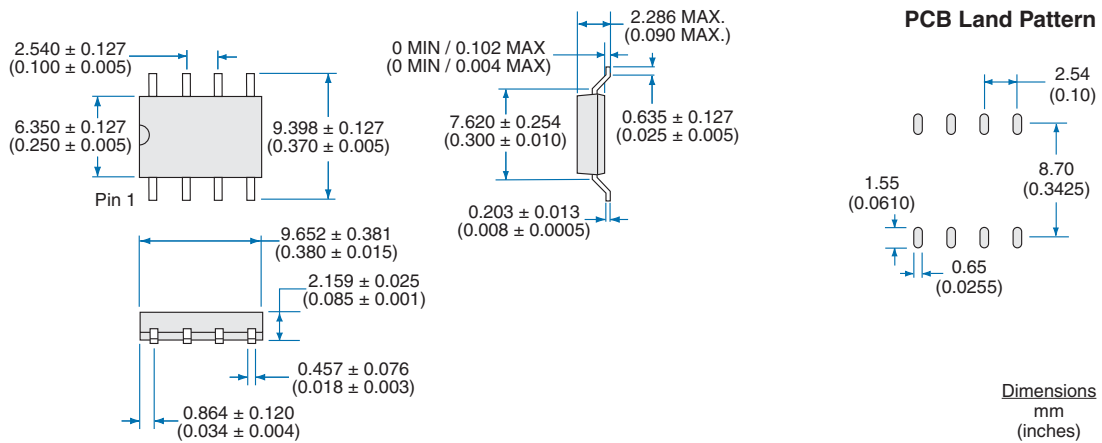 2.540 ± 0.127
(0.100 ± 0.005)
6.350 ± 0.127
(0.250 ± 0.005)
9.398 ± 0.127
(0.370 ± 0.005)
Pin 1
9.652 ± 0.381
(0.380 ± 0.015)
2.159 ± 0.025
(0.085 ± 0.001)
0.457 ± 0.076
(0.018 ± 0.003)
0.864 ± 0.120
(0.034 ± 0.004)
2.286 MAX.
(0.090 MAX.)
0 MIN / 0.102 MAX
(0 MIN / 0.004 MAX)
7.620 ± 0.254
(0.300 ± 0.010)
0.635 ± 0.127
(0.025 ± 0.005)
0.203 ± 0.013
(0.008 ± 0.0005)
PCB Land Pattern
2.54
(0.10)
8.70
(0.3425)
1.55
(0.0610)
0.65
(0.0255)
Dimensions
mm
(inches)